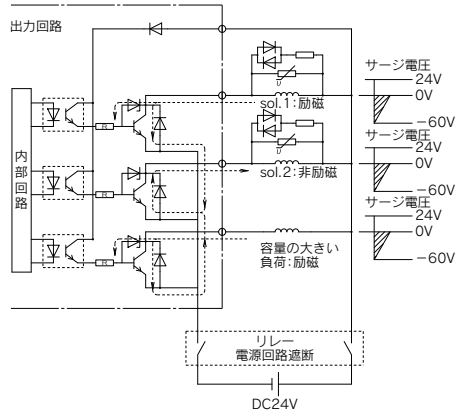 出力回路
サージ電圧
24V
0V
sol.1:励磁
−60V
サージ電圧
24V
0V
sol.2:非励磁
−60V
サージ電圧
24V
0V
容量の大きい
負荷:励磁
−60V
内部回路
R
R
R
υ
υ
リレー
電源回路遮断
DC24V